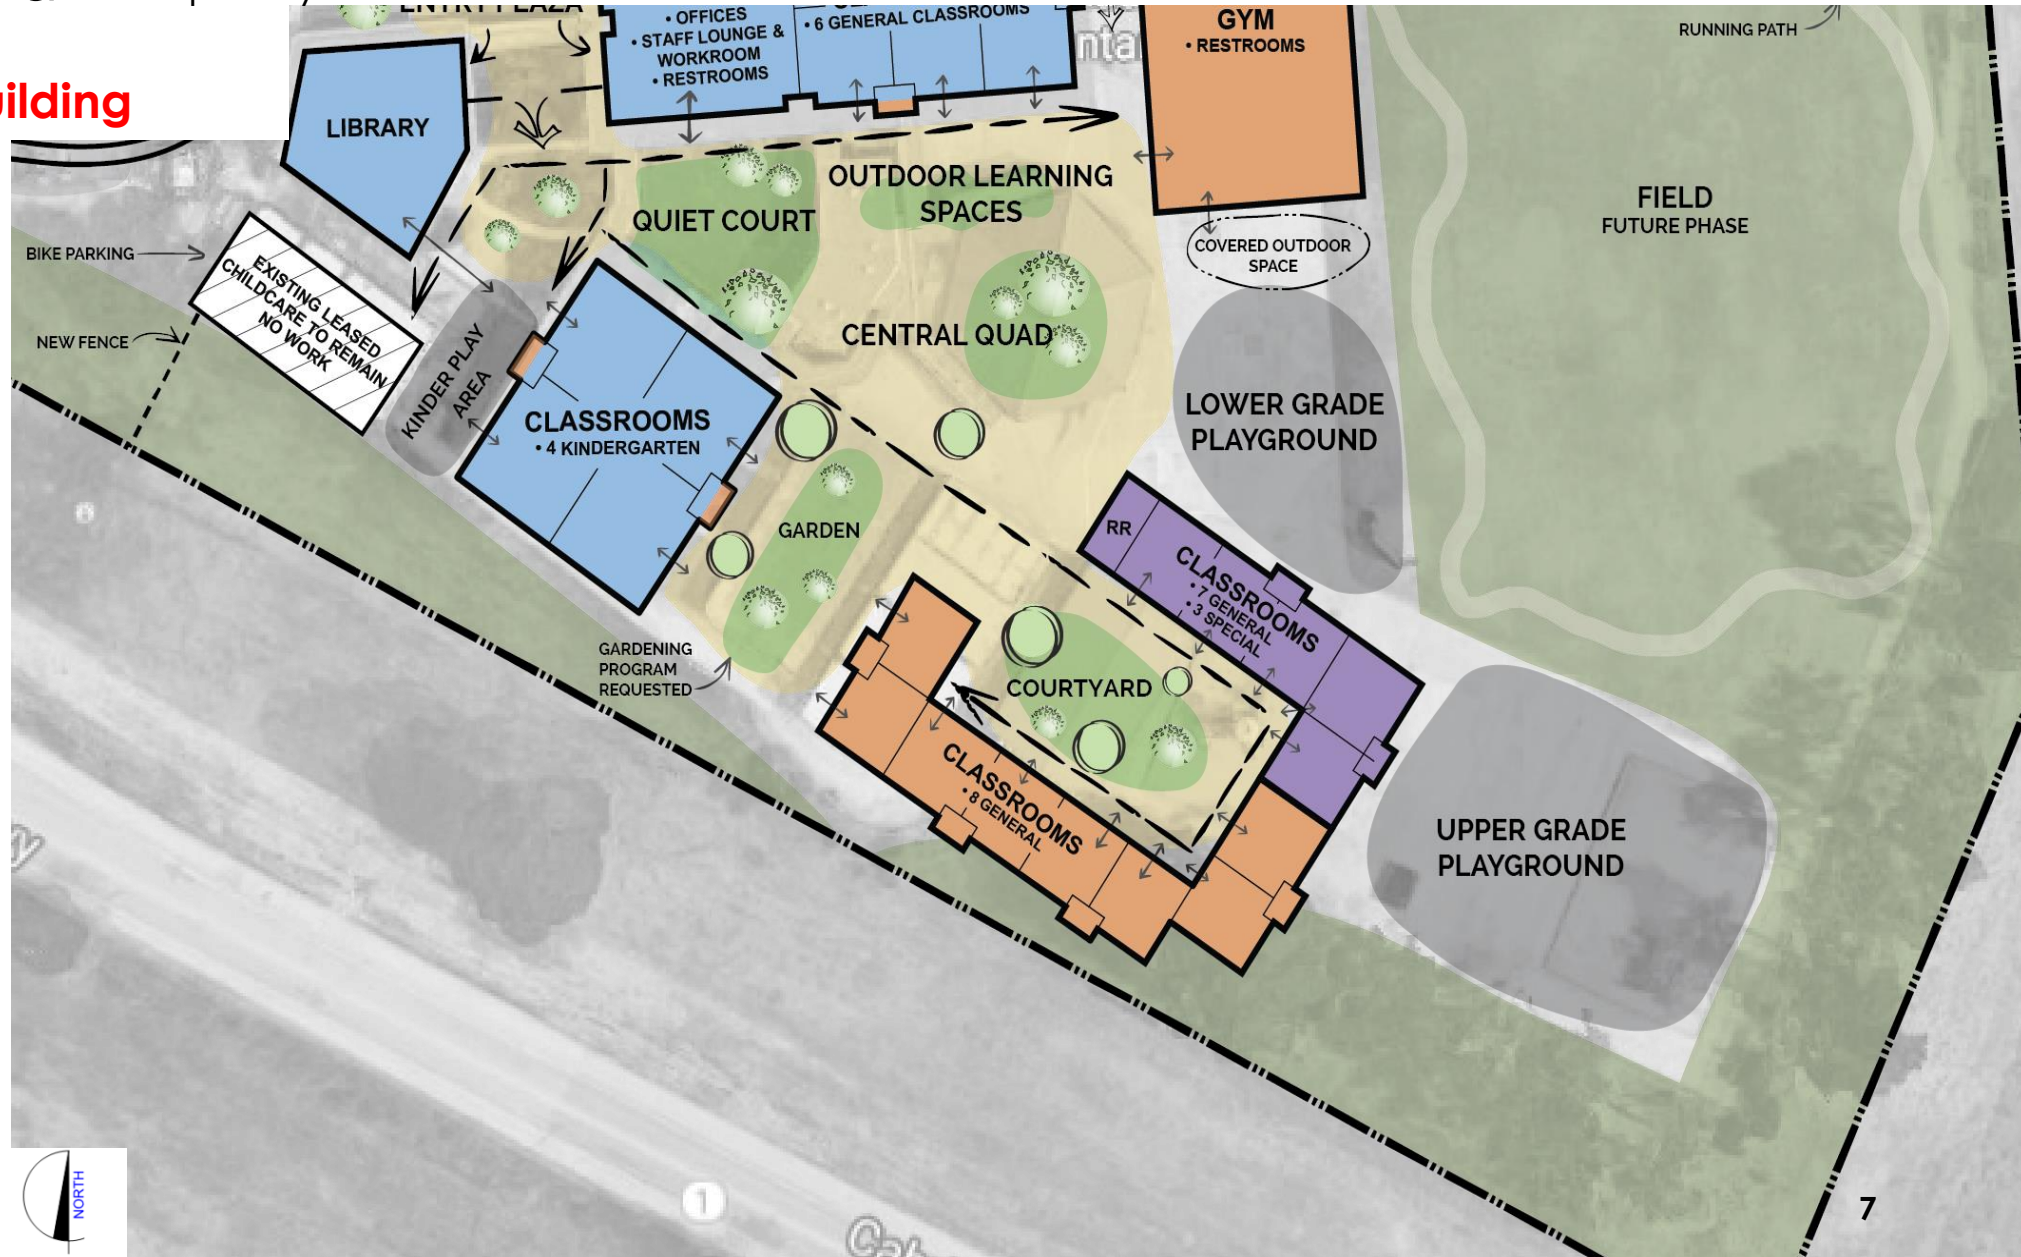 ENTRY PLAZA
• OFFICES
• STAFF LOUNGE &
WORKROOM
• RESTROOMS
• 6 GENERAL CLASSROOMS
GYM
• RESTROOMS
RUNNING PATH
uilding
LIBRARY
OUTDOOR LEARNING
SPACES
QUIET COURT
FIELD
FUTURE PHASE
BIKE PARKING
COVERED OUTDOOR
SPACE
EXISTING LEASED
CHILDCARE TO REMAIN
NO WORK
NEW FENCE
CENTRAL QUAD
KINDER PLAY
AREA
CLASSROOMS
• 4 KINDERGARTEN
LOWER GRADE
PLAYGROUND
GARDEN
RR
CLASSROOMS
• 7 GENERAL
• 3 SPECIAL
GARDENING
PROGRAM
REQUESTED
COURTYARD
CLASSROOMS
• 8 GENERAL
UPPER GRADE
PLAYGROUND
NORTH
1
7